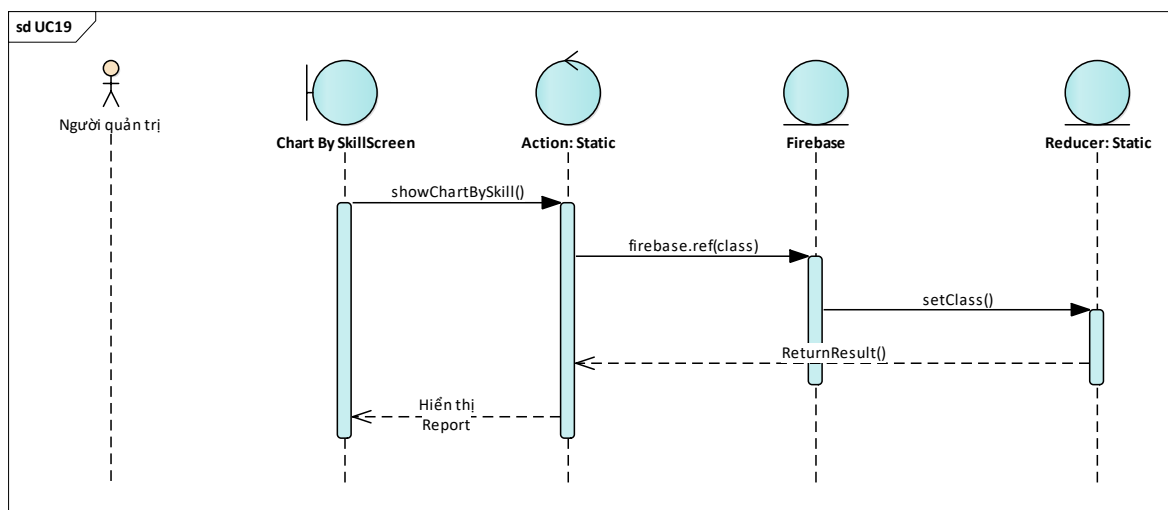 sd UC19
Người quản trị
Chart By SkillScreen
Action: Static
Firebase
Reducer: Static
showChartBySkill()
firebase.ref(class)
setClass()
ReturnResult()
Hiển thị
Report